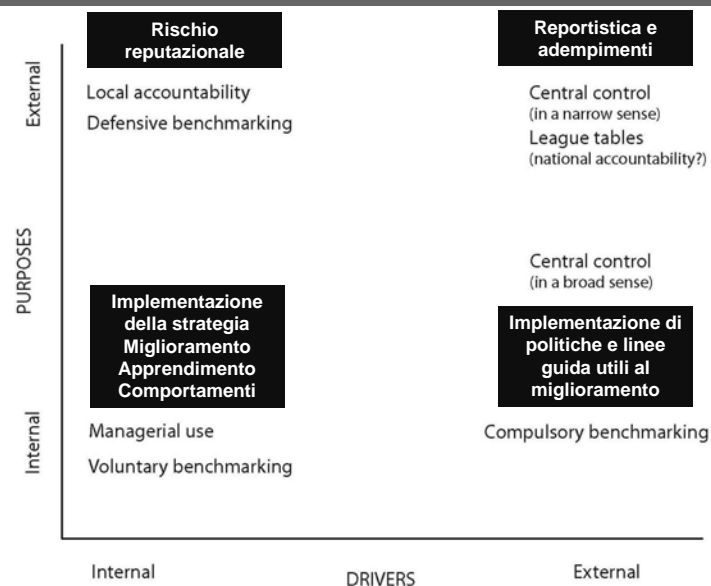 Rischio
reputazionale
Reportistica e
adempimenti
External
Local accountability
Defensive benchmarking
Central control
(in a narrow sense)
League tables
(national accountability?)
PURPOSES
Central control
(in a broad sense)
Implementazione
della strategia
Miglioramento
Apprendimento
Comportamenti
Implementazione di
politiche e linee
guida utili al
miglioramento
Internal
Managerial use
Voluntary benchmarking
Compulsory benchmarking
Internal
DRIVERS
External